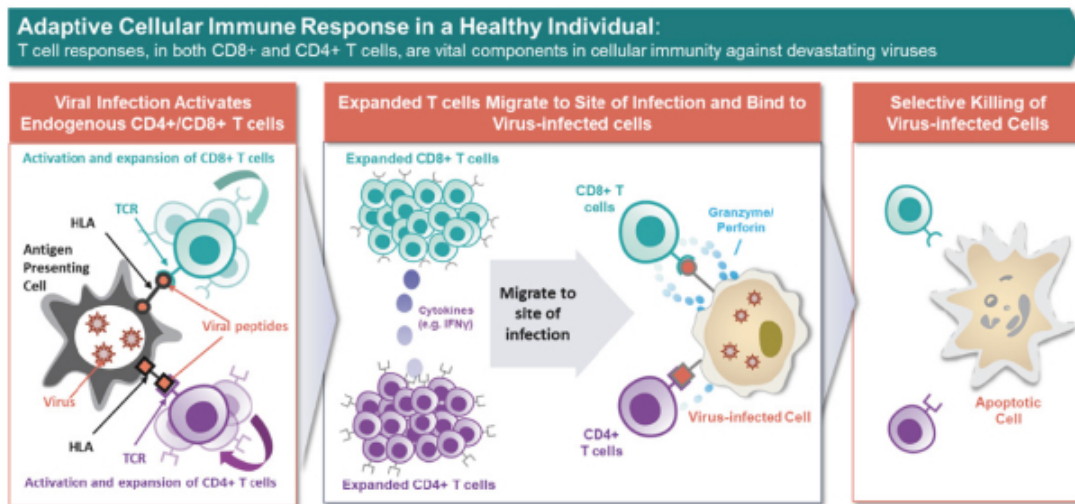 Adaptive Cellular Immune Response in a Healthy Individual:
T cell responses, in both CD8+ and CD4+ T cells, are vital components in cellular immunity against devastating viruses
Viral Infection Activates
Endogenous CD4+/CD8+ T cells
Activation and expansion of CD8+ T cells
TCR
HLA
Antigen
Presenting
Cell
Viral peptides
Virus
HLA
TCR
Activation and expansion of CD4+ T cells
Expanded T cells Migrate to Site of Infection and Bind to
Virus-infected cells
Expanded CD8+ T cells
Cytokines
(e.g. IFNγ)
Expanded CD4+ T cells
Migrate to
site of
infection
CD8+ T
cells
Granzyme/
Perforin
Virus-infected Cell
CD4+
T cells
Selective Killing of
Virus-infected Cells
Apoptotic
Cell